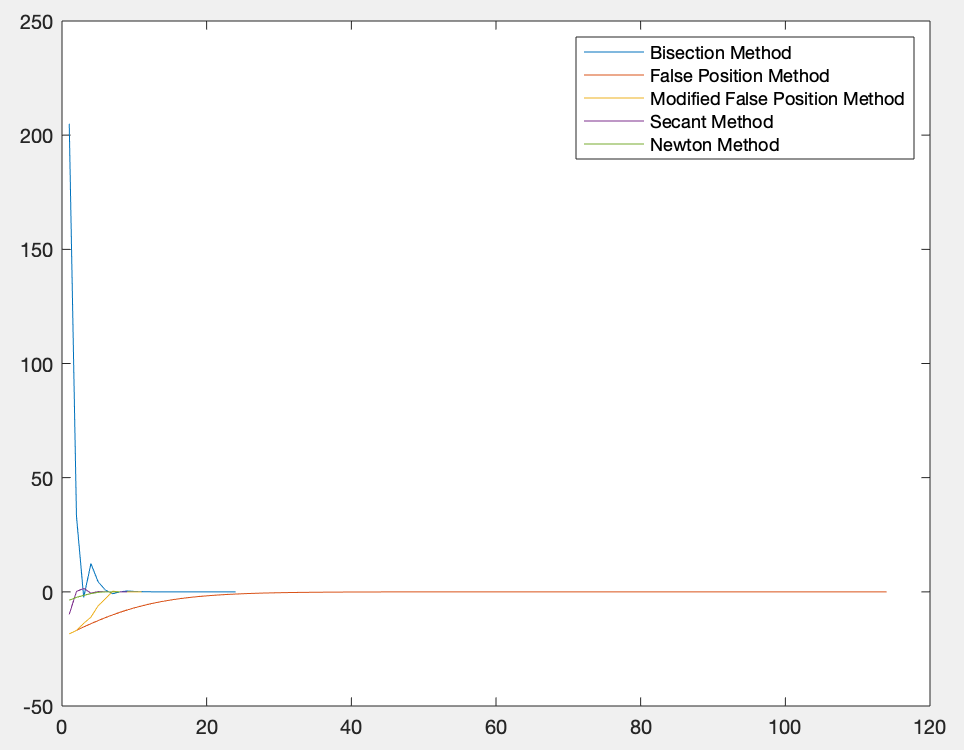 250
200
150
100
50
0
-50
0 20 40 60 80 100 120
Bisection Method
False Position Method
Modified False Position Method
Secant Method
Newton Method